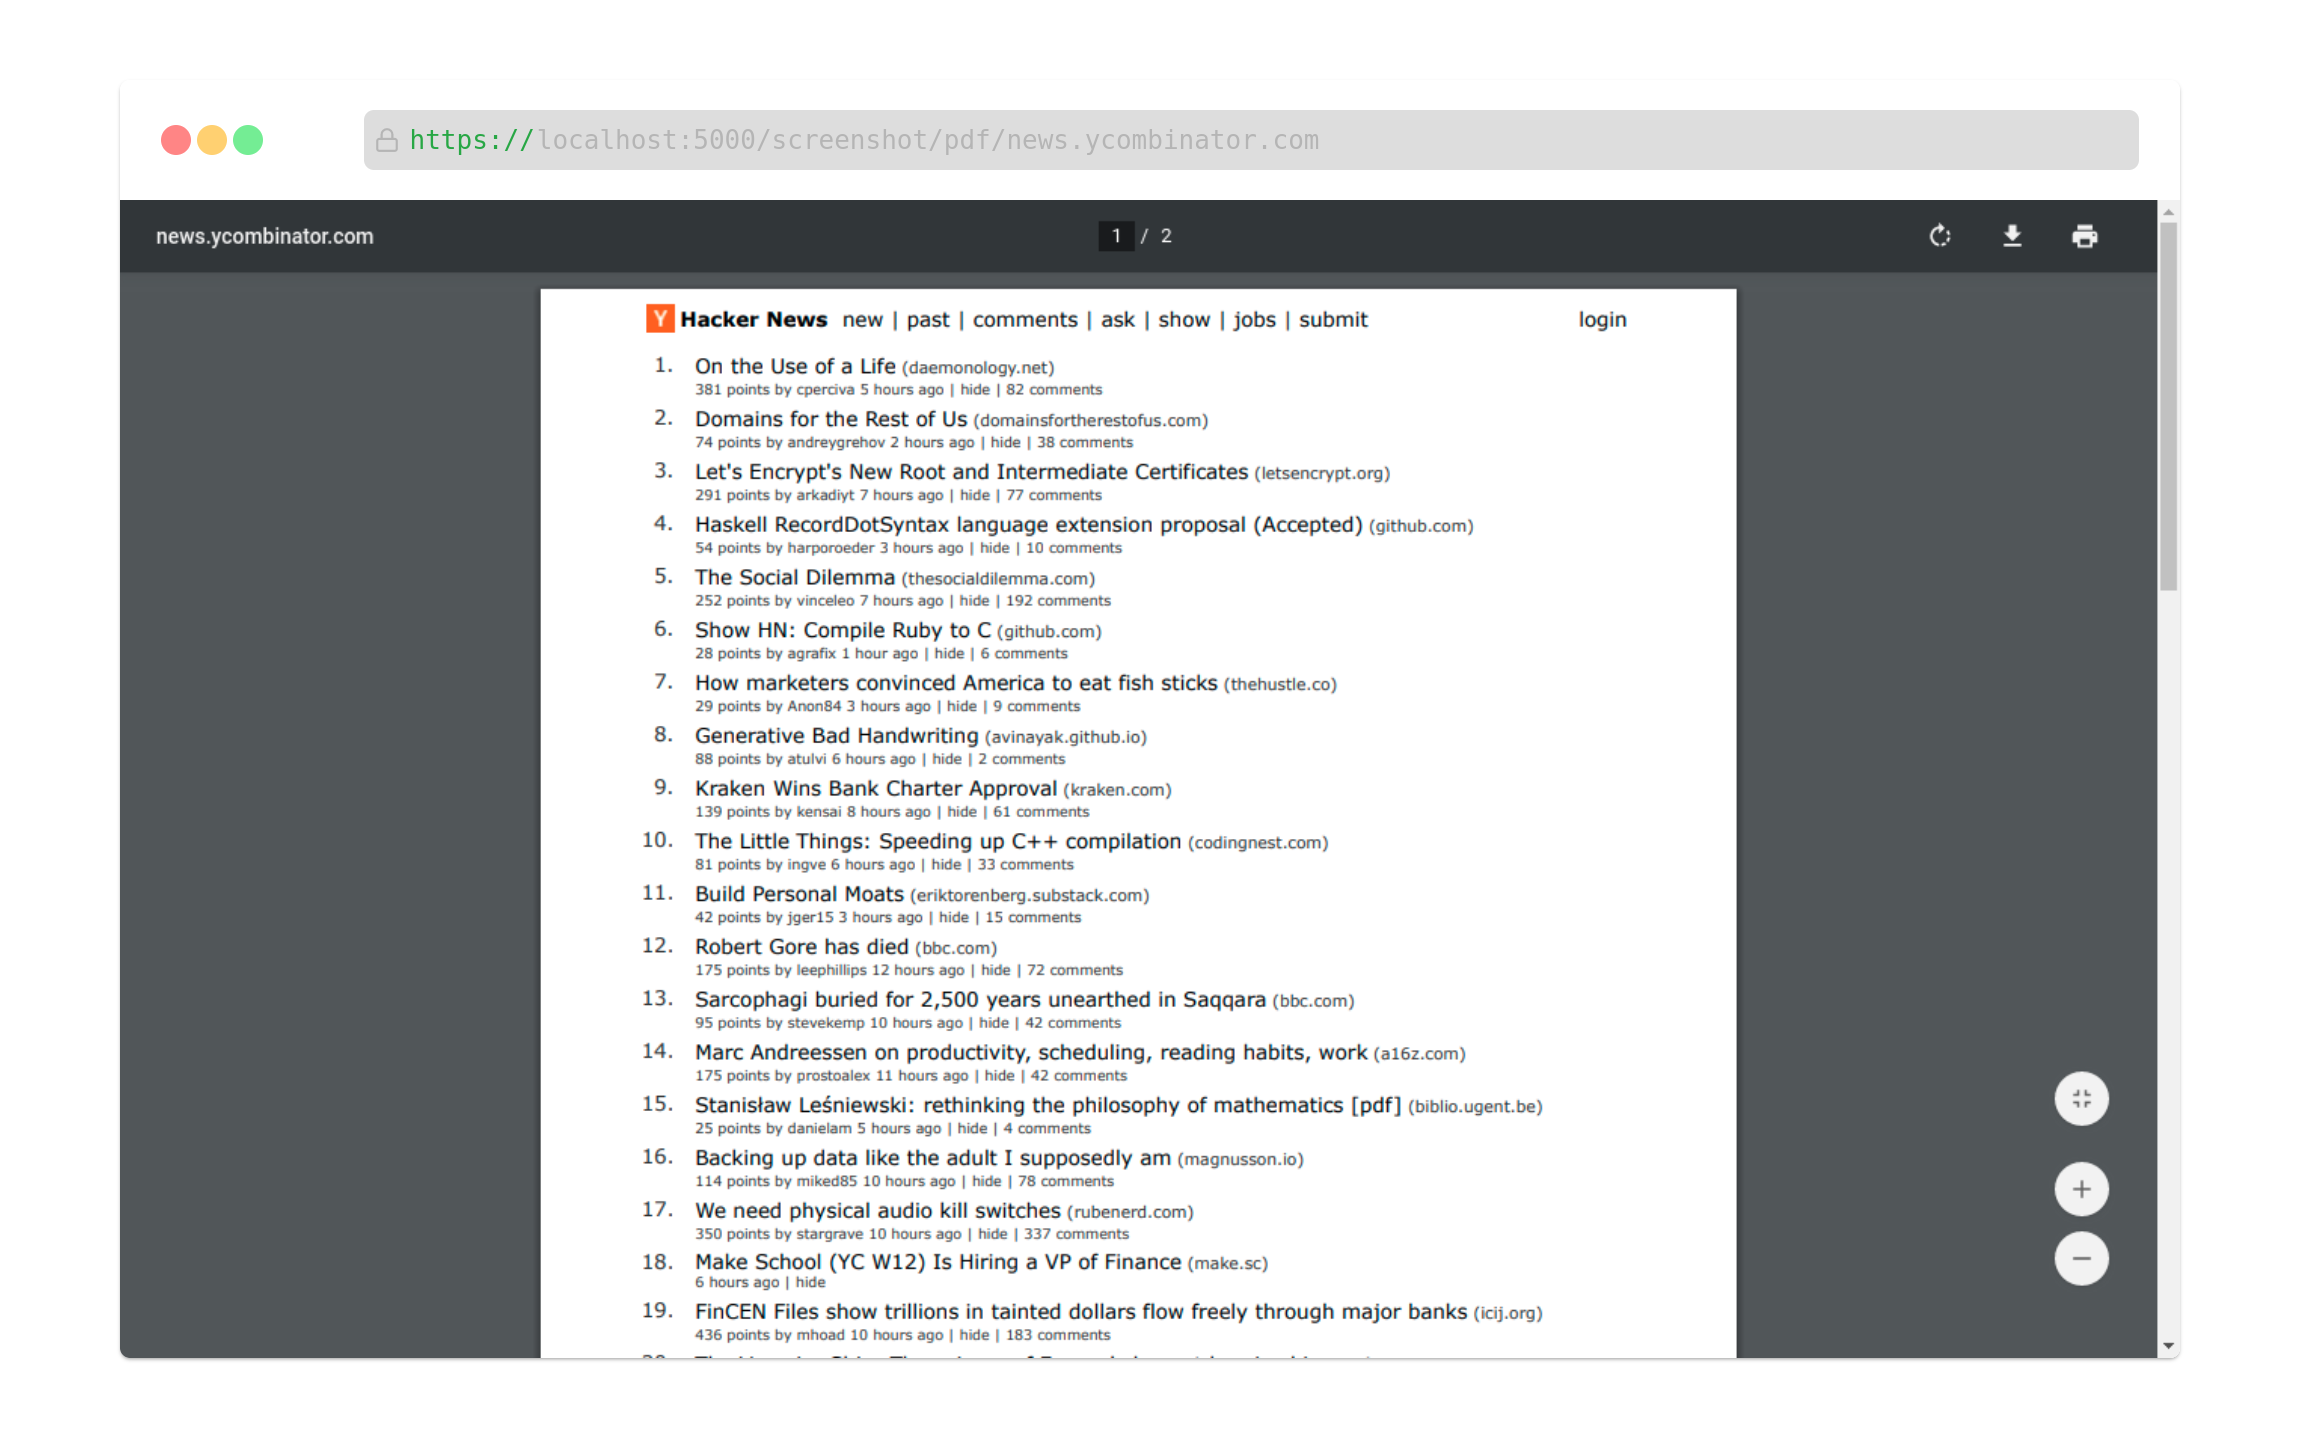 https://localhost:5000/screenshot/pdf/news.ycombinator.com
news.ycombinator.com 1 / 2
Y Hacker News new | past | comments | ask | show | jobs | submit login
1. On the Use of a Life (daemonology.net)
381 points by cperciva 5 hours ago | hide | 82 comments
2. Domains for the Rest of Us (domainsfortherestofus.com)
74 points by andreygrehov 2 hours ago | hide | 38 comments
3. Let's Encrypt's New Root and Intermediate Certificates (letsencrypt.org)
291 points by arkadiyt 7 hours ago | hide | 77 comments
4. Haskell RecordDotSyntax language extension proposal (Accepted) (github.com)
54 points by harporoeder 3 hours ago | hide | 10 comments
5. The Social Dilemma (thesocialdilemma.com)
252 points by vinceleo 7 hours ago | hide | 192 comments
6. Show HN: Compile Ruby to C (github.com)
28 points by agrafix 1 hour ago | hide | 6 comments
7. How marketers convinced America to eat fish sticks (thehustle.co)
29 points by Anon84 3 hours ago | hide | 9 comments
8. Generative Bad Handwriting (avinayak.github.io)
88 points by atulvi 6 hours ago | hide | 2 comments
9. Kraken Wins Bank Charter Approval (kraken.com)
139 points by kensai 8 hours ago | hide | 61 comments
10. The Little Things: Speeding up C++ compilation (codingnest.com)
81 points by ingve 6 hours ago | hide | 33 comments
11. Build Personal Moats (eriktorenberg.substack.com)
42 points by jger15 3 hours ago | hide | 15 comments
12. Robert Gore has died (bbc.com)
175 points by leephillips 12 hours ago | hide | 72 comments
13. Sarcophagi buried for 2,500 years unearthed in Saqqara (bbc.com)
95 points by stevekemp 10 hours ago | hide | 42 comments
14. Marc Andreessen on productivity, scheduling, reading habits, work (a16z.com)
175 points by prostoalex 11 hours ago | hide | 42 comments
15. Stanisław Leśniewski: rethinking the philosophy of mathematics [pdf] (biblio.ugent.be)
25 points by danielam 5 hours ago | hide | 4 comments
16. Backing up data like the adult I supposedly am (magnusson.io)
114 points by miked85 10 hours ago | hide | 78 comments
17. We need physical audio kill switches (rubenerd.com)
350 points by stargrave 10 hours ago | hide | 337 comments
18. Make School (YC W12) Is Hiring a VP of Finance (make.sc)
6 hours ago | hide
19. FinCEN Files show trillions in tainted dollars flow freely through major banks (icij.org)
436 points by mhoad 10 hours ago | hide | 183 comments